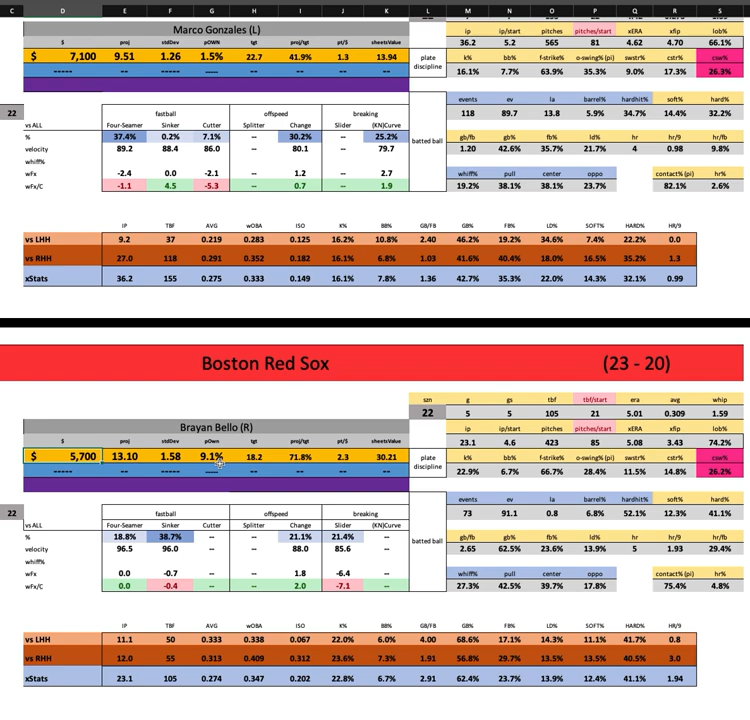 C D E F G H I J K L M N O P Q R S
Marco Gonzales (L) ip ip/start pitches pitches/start xERA xfip lob%
36.2 5.2 565 81 4.62 4.70 66.1%
$ proj stdDev pOWN tgt proj/tgt pt/$ sheetsValue
$ 7,100 9.51 1.26 1.5% 22.7 41.9% 1.3 13.94 plate discipline k% bb% f-strike% o-swing% (pi) swstr% cstr% csw%
----- -- -- ___ -- -- -- -- 16.1% 7.7% 63.9% 35.3% 9.0% 17.3% 26.3%
events ev la barrel% hardhit% soft% hard%
22 fastball offspeed breaking 118 89.7 13.8 5.9% 34.7% 14.4% 32.2%
vs ALL Four-Seamer Sinker Cutter Splitter Change Slider (KN)Curve
% 37.4% 0.2% 7.1% -- 30.2% -- 25.2% batted ball gb/fb gb% fb% ld% hr hr/9 hr/fb
velocity 89.2 88.4 86.0 -- 80.1 -- 79.7 1.20 42.6% 35.7% 21.7% 4 0.98 9.8%
whiff%
wFx -2.4 0.0 -2.1 -- 1.2 -- 2.7 whiff% pull center oppo contact% (pi) hr%
wFx/C -1.1 4.5 -5.3 -- 0.7 -- 1.9 19.2% 38.1% 38.1% 23.7% 82.1% 2.6%
IP TBF AVG wOBA ISO K% BB% GB/FB GB% FB% LD% SOFT% HARD% HR/9
vs LHH 9.2 37 0.219 0.283 0.125 16.2% 10.8% 2.40 46.2% 19.2% 34.6% 7.4% 22.2% 0.0
vs RHH 27.0 118 0.291 0.352 0.182 16.1% 6.8% 1.03 41.6% 40.4% 18.0% 16.5% 35.2% 1.3
xStats 36.2 155 0.275 0.333 0.149 16.1% 7.8% 1.36 42.7% 35.3% 22.0% 14.3% 32.1% 0.99
Boston Red Sox (23 - 20)
szn g gs tbf tbf/start era avg whip
22 5 5 105 21 5.01 0.309 1.59
Brayan Bello (R) ip ip/start pitches pitches/start xERA xfip lob%
$ proj stdDev pOwn tgt proj/tgt pt/$ sheetsValue 23.1 4.6 423 85 5.08 3.43 74.2%
$ 5,700 13.10 1.58 9.1% 18.2 71.8% 2.3 30.21 plate discipline k% bb% f-strike% o-swing% (pi) swstr% cstr% csw%
---- -- -- ___ -- -- -- -- 22.9% 6.7% 66.7% 28.4% 11.5% 14.8% 26.2%
events ev la barrel% hardhit% soft% hard%
22 fastball offspeed breaking 73 91.1 0.8 6.8% 52.1% 12.3% 41.1%
vs ALL Four-Seamer Sinker Cutter Splitter Change Slider (KN)Curve
% 18.8% 38.7% -- -- 21.1% 21.4% -- batted ball gb/fb gb% fb% ld% hr hr/9 hr/fb
velocity 96.5 96.0 -- -- 88.0 85.6 -- 2.65 62.5% 23.6% 13.9% 5 1.93 29.4%
whiff%
wFx 0.0 -0.7 -- -- 1.8 -6.4 -- whiff% pull center oppo contact% (pi) hr%
wFx/C 0.0 -0.4 -- -- 2.0 -7.1 -- 27.3% 42.5% 39.7% 17.8% 75.4% 4.8%
IP TBF AVG wOBA ISO K% BB% GB/FB GB% FB% LD% SOFT% HARD% HR/9
vs LHH 11.1 50 0.333 0.338 0.067 22.0% 6.0% 4.00 68.6% 17.1% 14.3% 11.1% 41.7% 0.8
vs RHH 12.0 55 0.313 0.409 0.312 23.6% 7.3% 1.91 56.8% 29.7% 13.5% 13.5% 40.5% 3.0
xStats 23.1 105 0.274 0.347 0.202 22.8% 6.7% 2.91 62.4% 23.7% 13.9% 12.4% 41.1% 1.94